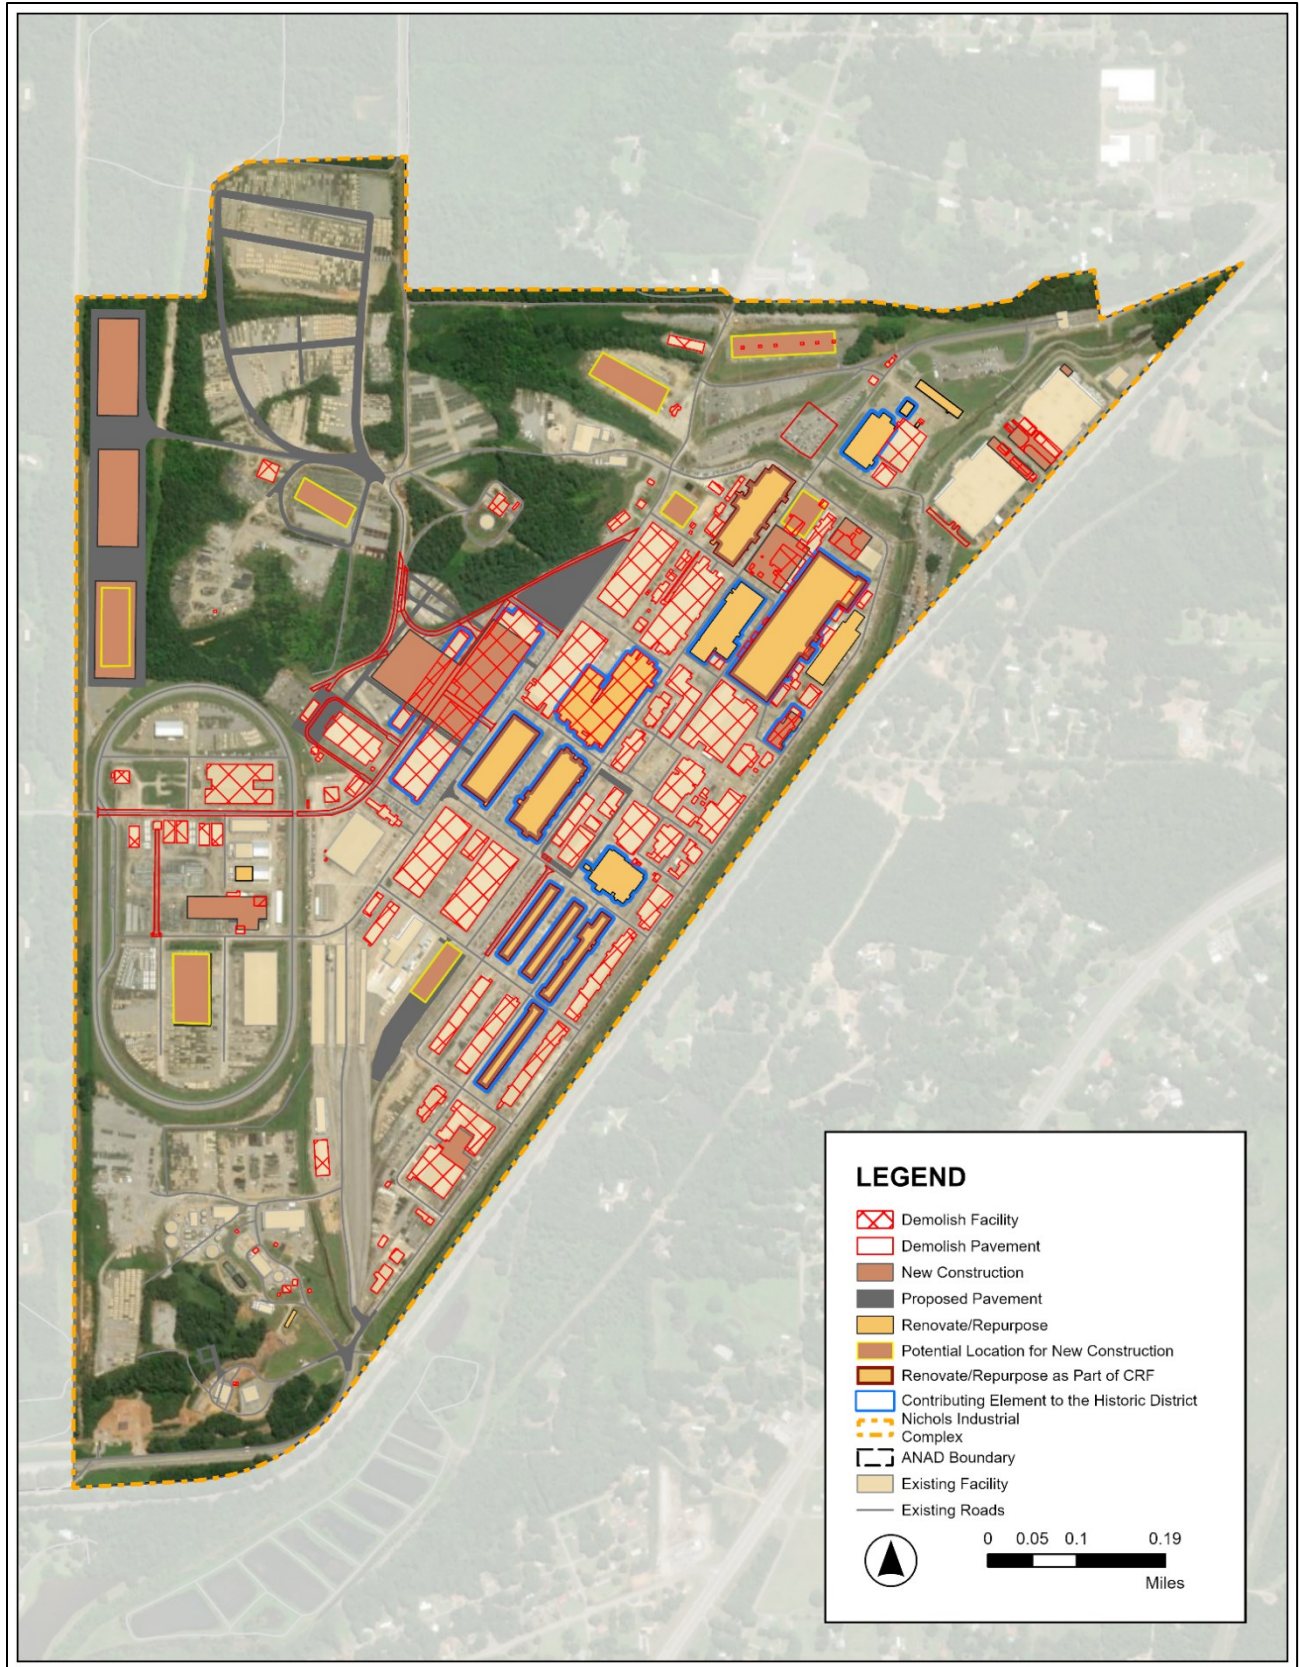 LEGEND
Demolish Facility
Demolish Pavement
New Construction
Proposed Pavement
Renovate/Repurpose
Potential Location for New Construction
Renovate/Repurpose as Part of CRF
Contributing Element to the Historic District
Nichols Industrial
Complex
ANAD Boundary
Existing Facility
Existing Roads
0 0.05 0.1 0.19
Miles